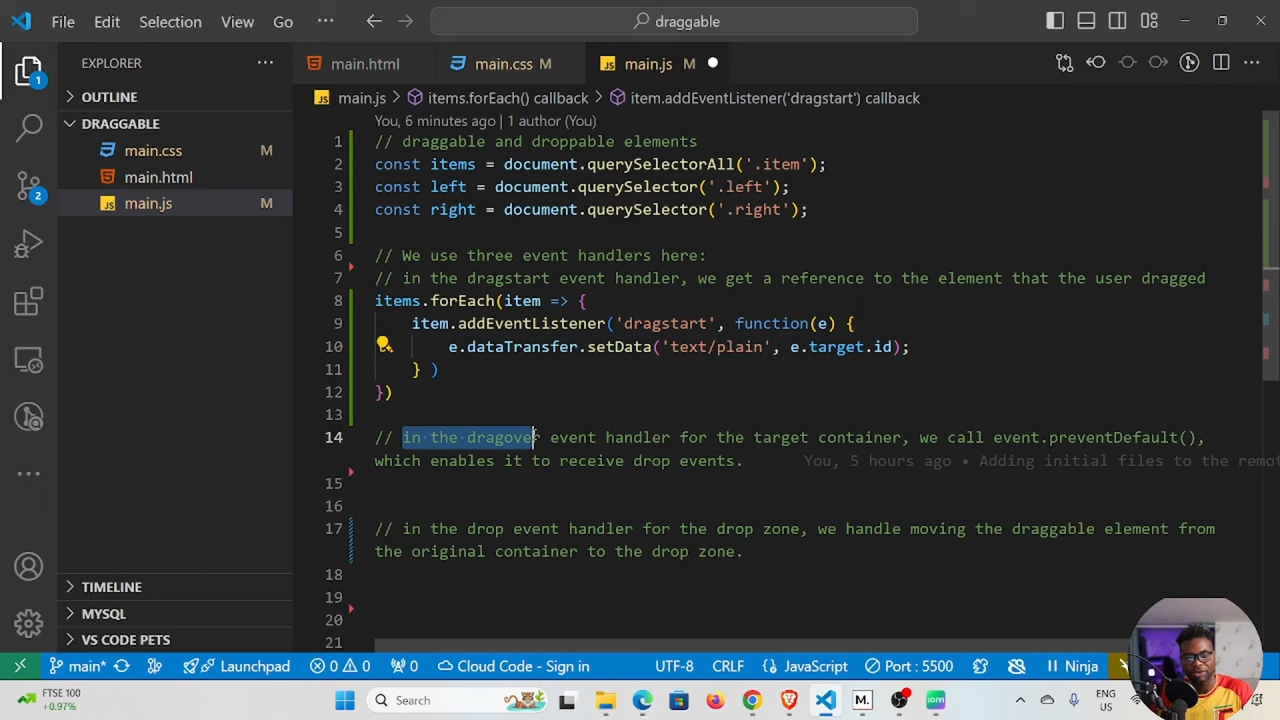 File Edit Selection View Go ··· draggable
EXPLORER
OUTLINE
DRAGGABLE
main.css M
main.html
main.js M
TIMELINE
MYSQL
VS CODE PETS
1
2
main.html main.css M main.js M
main.js > items.forEach() callback > item.addEventListener('dragstart') callback
You, 6 minutes ago | 1 author (You)
1 // draggable and droppable elements
2 const items = document.querySelectorAll('.item');
3 const left = document.querySelector('.left');
4 const right = document.querySelector('.right');
5
6 // We use three event handlers here:
7 // in the dragstart event handler, we get a reference to the element that the user dragged
8 items.forEach(item => {
9 item.addEventListener('dragstart', function(e) {
10 e.dataTransfer.setData('text/plain', e.target.id);
11 } )
12 })
13
14 // in the dragover event handler for the target container, we call event.preventDefault(),
which enables it to receive drop events. You, 5 hours ago • Adding initial files to the remot
15
16
17 // in the drop event handler for the drop zone, we handle moving the draggable element from
the original container to the drop zone.
18
19
20
21
main* Launchpad 0 0 0 Cloud Code - Sign in UTF-8 CRLF {} JavaScript Port : 5500 Ninja
FTSE 100
+0.97%
Search
M.
iom
ENG